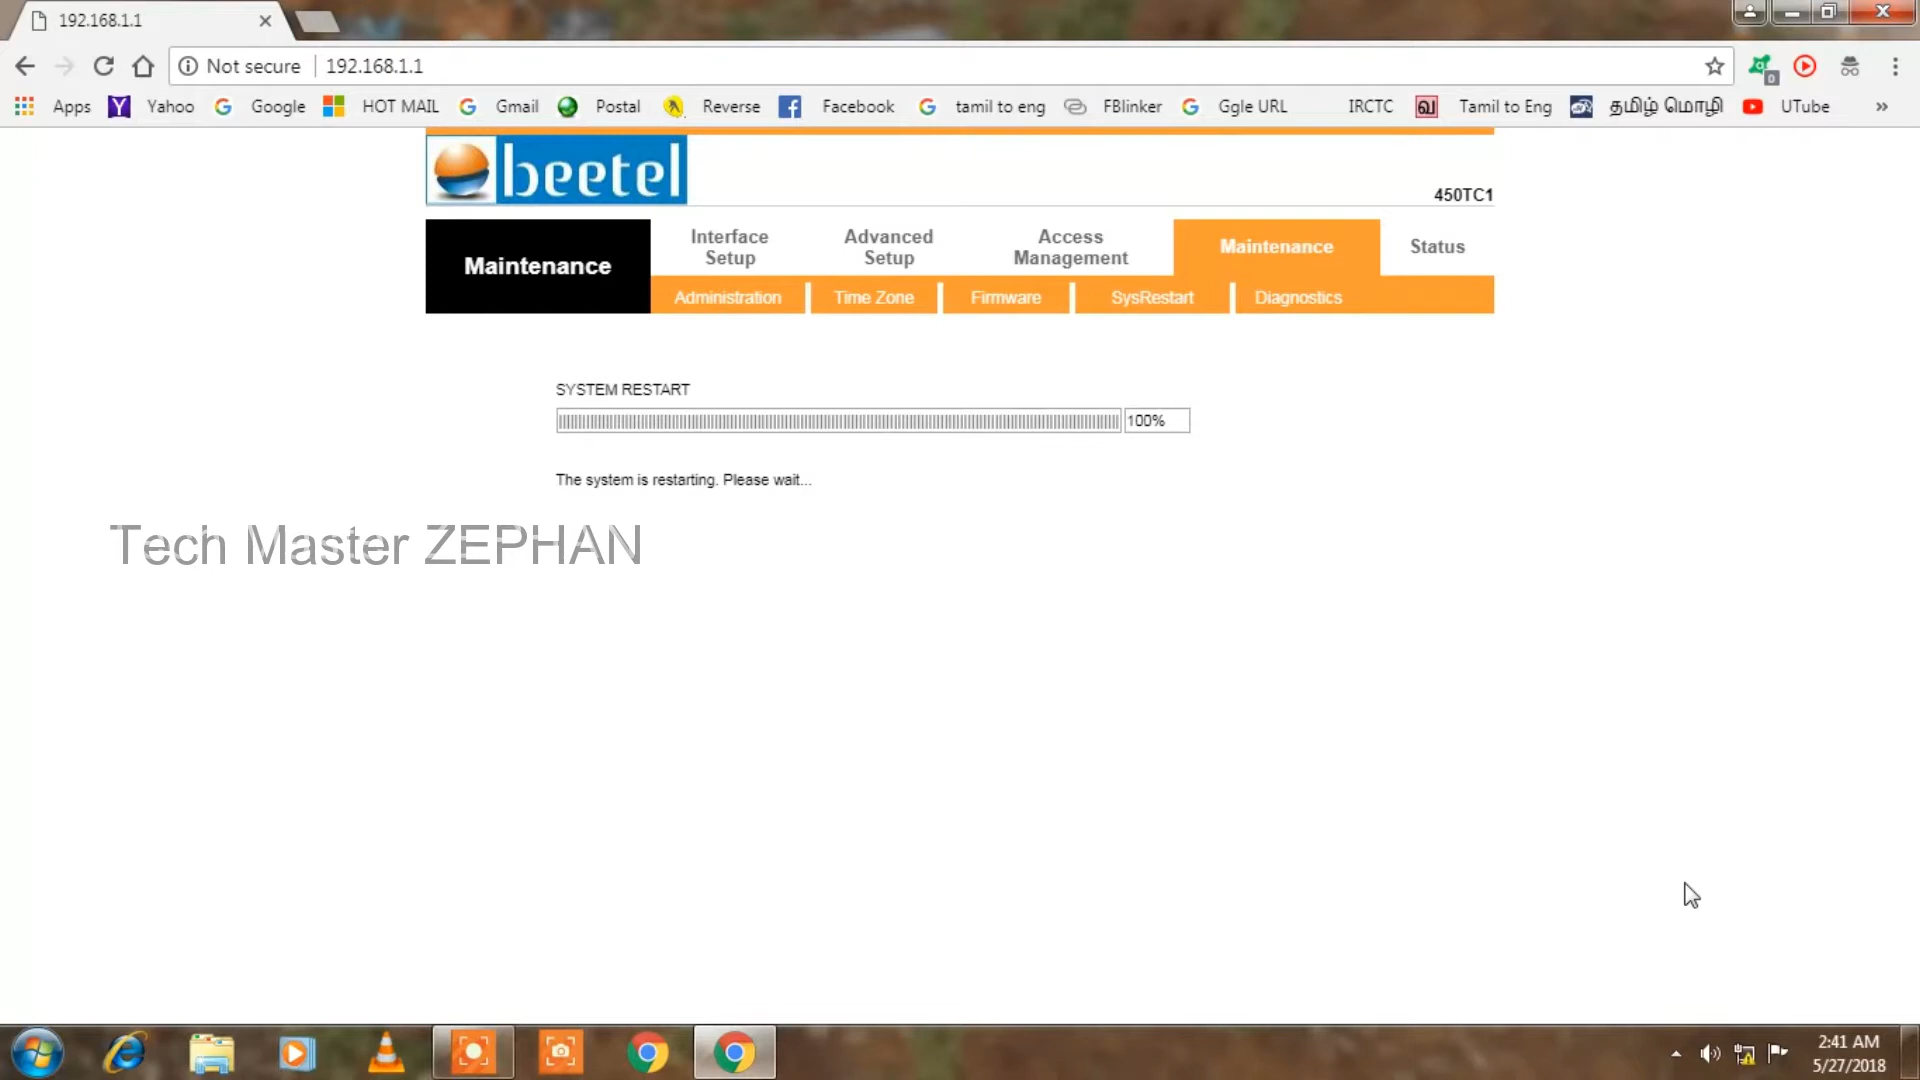 192.168.1.1
Not secure 192.168.1.1
0
Apps Yahoo Google HOT MAIL Gmail Postal Reverse Facebook tamil to eng FBlinker Ggle URL IRCTC வ Tamil to Eng தமிழ் மொழி UTube »
beetel
450TC1
Maintenance
Interface Setup
Advanced Setup
Access Management
Maintenance
Status
Administration Time Zone Firmware SysRestart Diagnostics
SYSTEM RESTART
100%
The system is restarting. Please wait...
Tech Master ZEPHAN
2:41 AM
5/27/2018